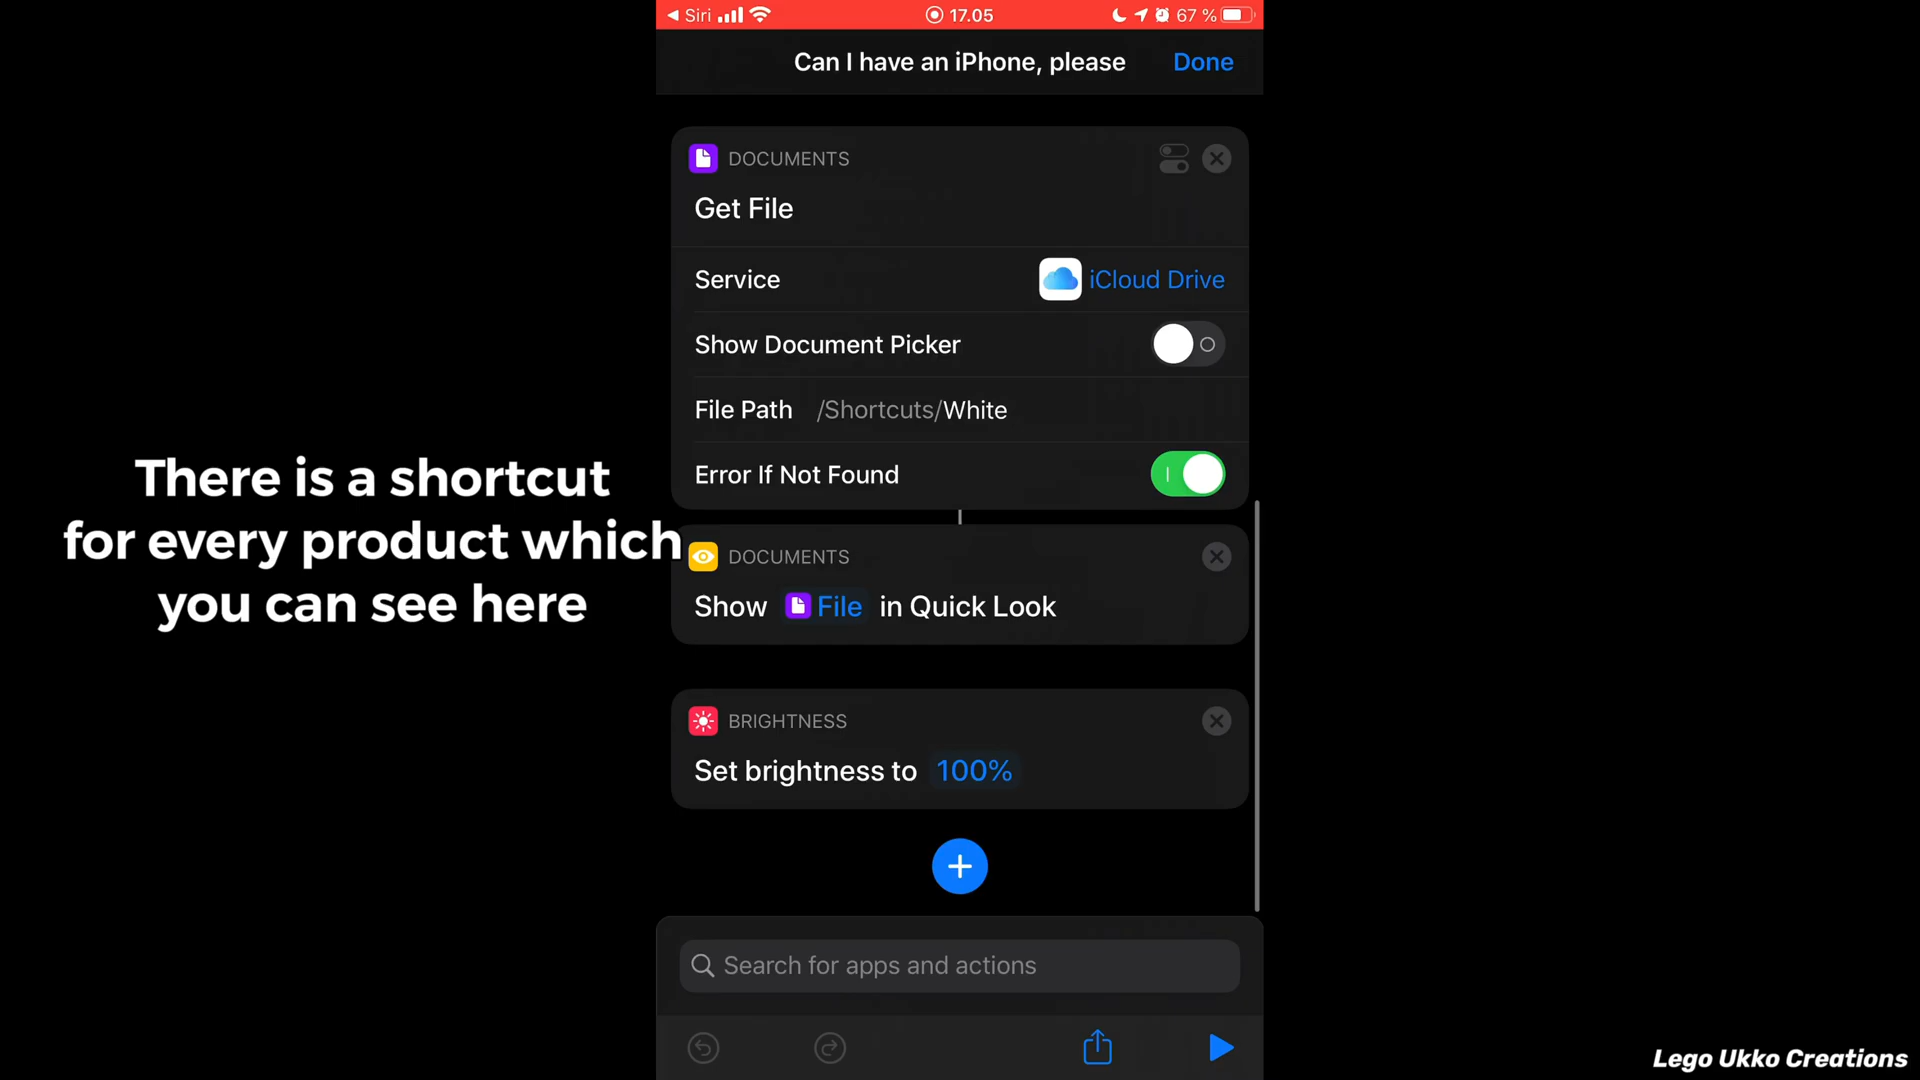 Siri 17.05 67 %
Can I have an iPhone, please Done
DOCUMENTS
Get File
Service iCloud Drive
Show Document Picker
File Path /Shortcuts/White
Error If Not Found
There is a shortcut
for every product which
you can see here
DOCUMENTS
Show File in Quick Look
BRIGHTNESS
Set brightness to 100%
Search for apps and actions
Lego Ukko Creations